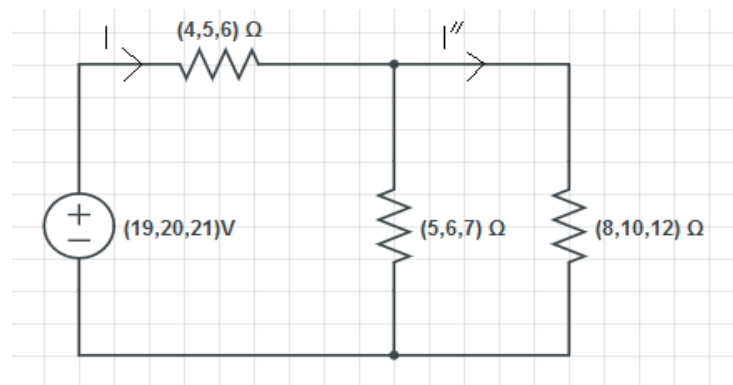 I
(4,5,6) Ω
I″
+
−
(19,20,21)V
(5,6,7) Ω
(8,10,12) Ω